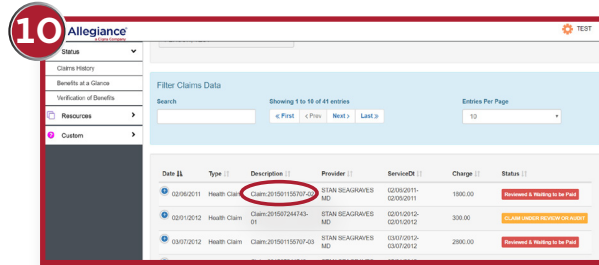 10
Allegiance
a Cigna Company
TEST
Status
Claims History
Benefits at a Glance
Verification of Benefits
Resources
Custom
Filter Claims Data
Search
Showing 1 to 10 of 41 entries
Entries Per Page
« First < Prev Next > Last »
10
Date Type Description Provider ServiceDt Charge Status
02/06/2011 Health Claim Claim:201501155707-02 STAN SEAGRAVES MD 02/06/2011-02/06/2011 1800.00 Reviewed & Waiting to be Paid
02/01/2012 Health Claim Claim:201507244743-01 STAN SEAGRAVES MD 02/01/2012-02/01/2012 300.00 CLAIM UNDER REVIEW OR AUDIT
03/07/2012 Health Claim Claim:201501155707-03 STAN SEAGRAVES MD 03/07/2012-03/07/2012 2800.00 Reviewed & Waiting to be Paid